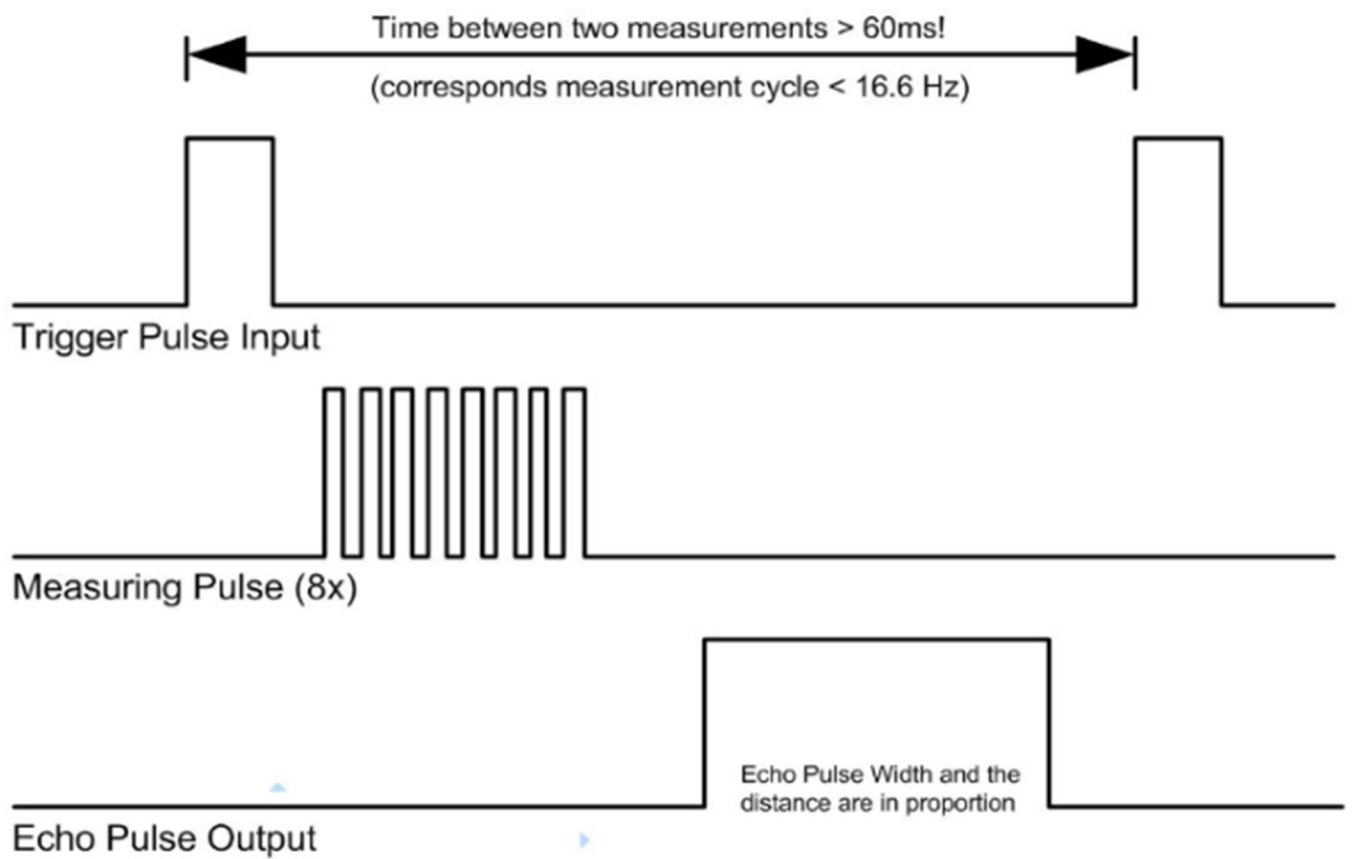 Time between two measurements > 60ms!
(corresponds measurement cycle < 16.6 Hz)
Trigger Pulse Input
Measuring Pulse (8x)
Echo Pulse Width and the
distance are in proportion
Echo Pulse Output